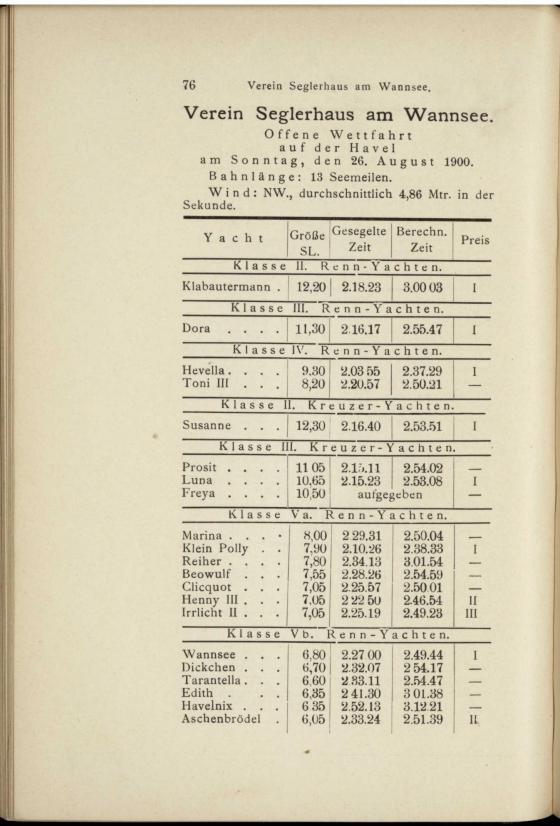 76 Verein Seglerhaus am Wannsee.
Verein Seglerhaus am Wannsee.
Offene Wettfahrt
auf der Havel
am Sonntag, den 26. August 1900.
Bahnlänge: 13 Seemeilen.
Wind: NW., durchschnittlich 4,86 Mtr. in der
Sekunde.
Yacht Größe SL. Gesegelte Zeit Berechn. Zeit Preis
Klasse II. Renn-Yachten.
Klabautermann . 12,20 2.18.23 3.00 03 I
Klasse III. Renn-Yachten.
Dora . . . . 11,30 2.16.17 2.55.47 I
Klasse IV. Renn-Yachten.
Hevella . . . . 9.30 2.03 55 2.37.29 I
Toni III . . . 8,20 2.20.57 2.50.21 —
Klasse II. Kreuzer-Yachten.
Susanne . . . 12,30 2.16.40 2.53.51 I
Klasse III. Kreuzer-Yachten.
Prosit . . . . 11 05 2.15.11 2.54.02 —
Luna . . . . 10,65 2.15.23 2.53.08 I
Freya . . . . 10,50 aufgegeben —
Klasse Va. Renn-Yachten.
Marina . . . . 8,00 2 29.31 2.50.04 —
Klein Polly . . 7,90 2.10.26 2.38.33 I
Reiher . . . . 7,80 2.34.13 3.01.54 —
Beowulf . . . 7,55 2.28.26 2.54.59 —
Clicquot . . . 7,05 2.25.57 2.50 01 —
Henny III . . . 7,05 2 22 50 2.46.54 II
Irrlicht II . . . 7,05 2.25.19 2.49.23 III
Klasse Vb. Renn-Yachten.
Wannsee . . . 6,80 2.27 00 2.49.44 I
Dickchen . . . 6,70 2.32.07 2 54.17 —
Tarantella . . . 6,60 2 33.11 2.54.47 —
Edith . . . 6,35 2 41.30 3 01.38 —
Havelnix . . . 6 35 2.52.13 3.12 21 —
Aschenbrödel . 6,05 2.33.24 2.51.39 II